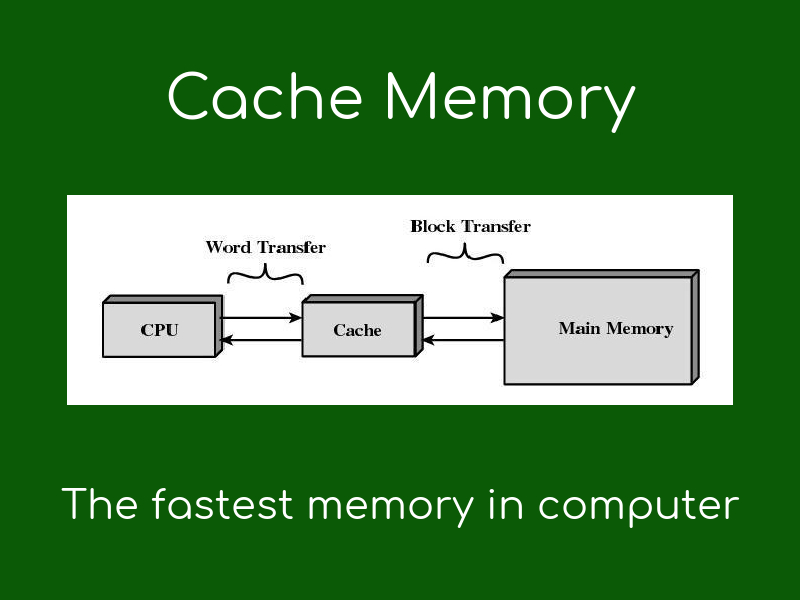 Cache Memory
Block Transfer
Word Transfer
CPU
Cache
Main Memory
The fastest memory in computer